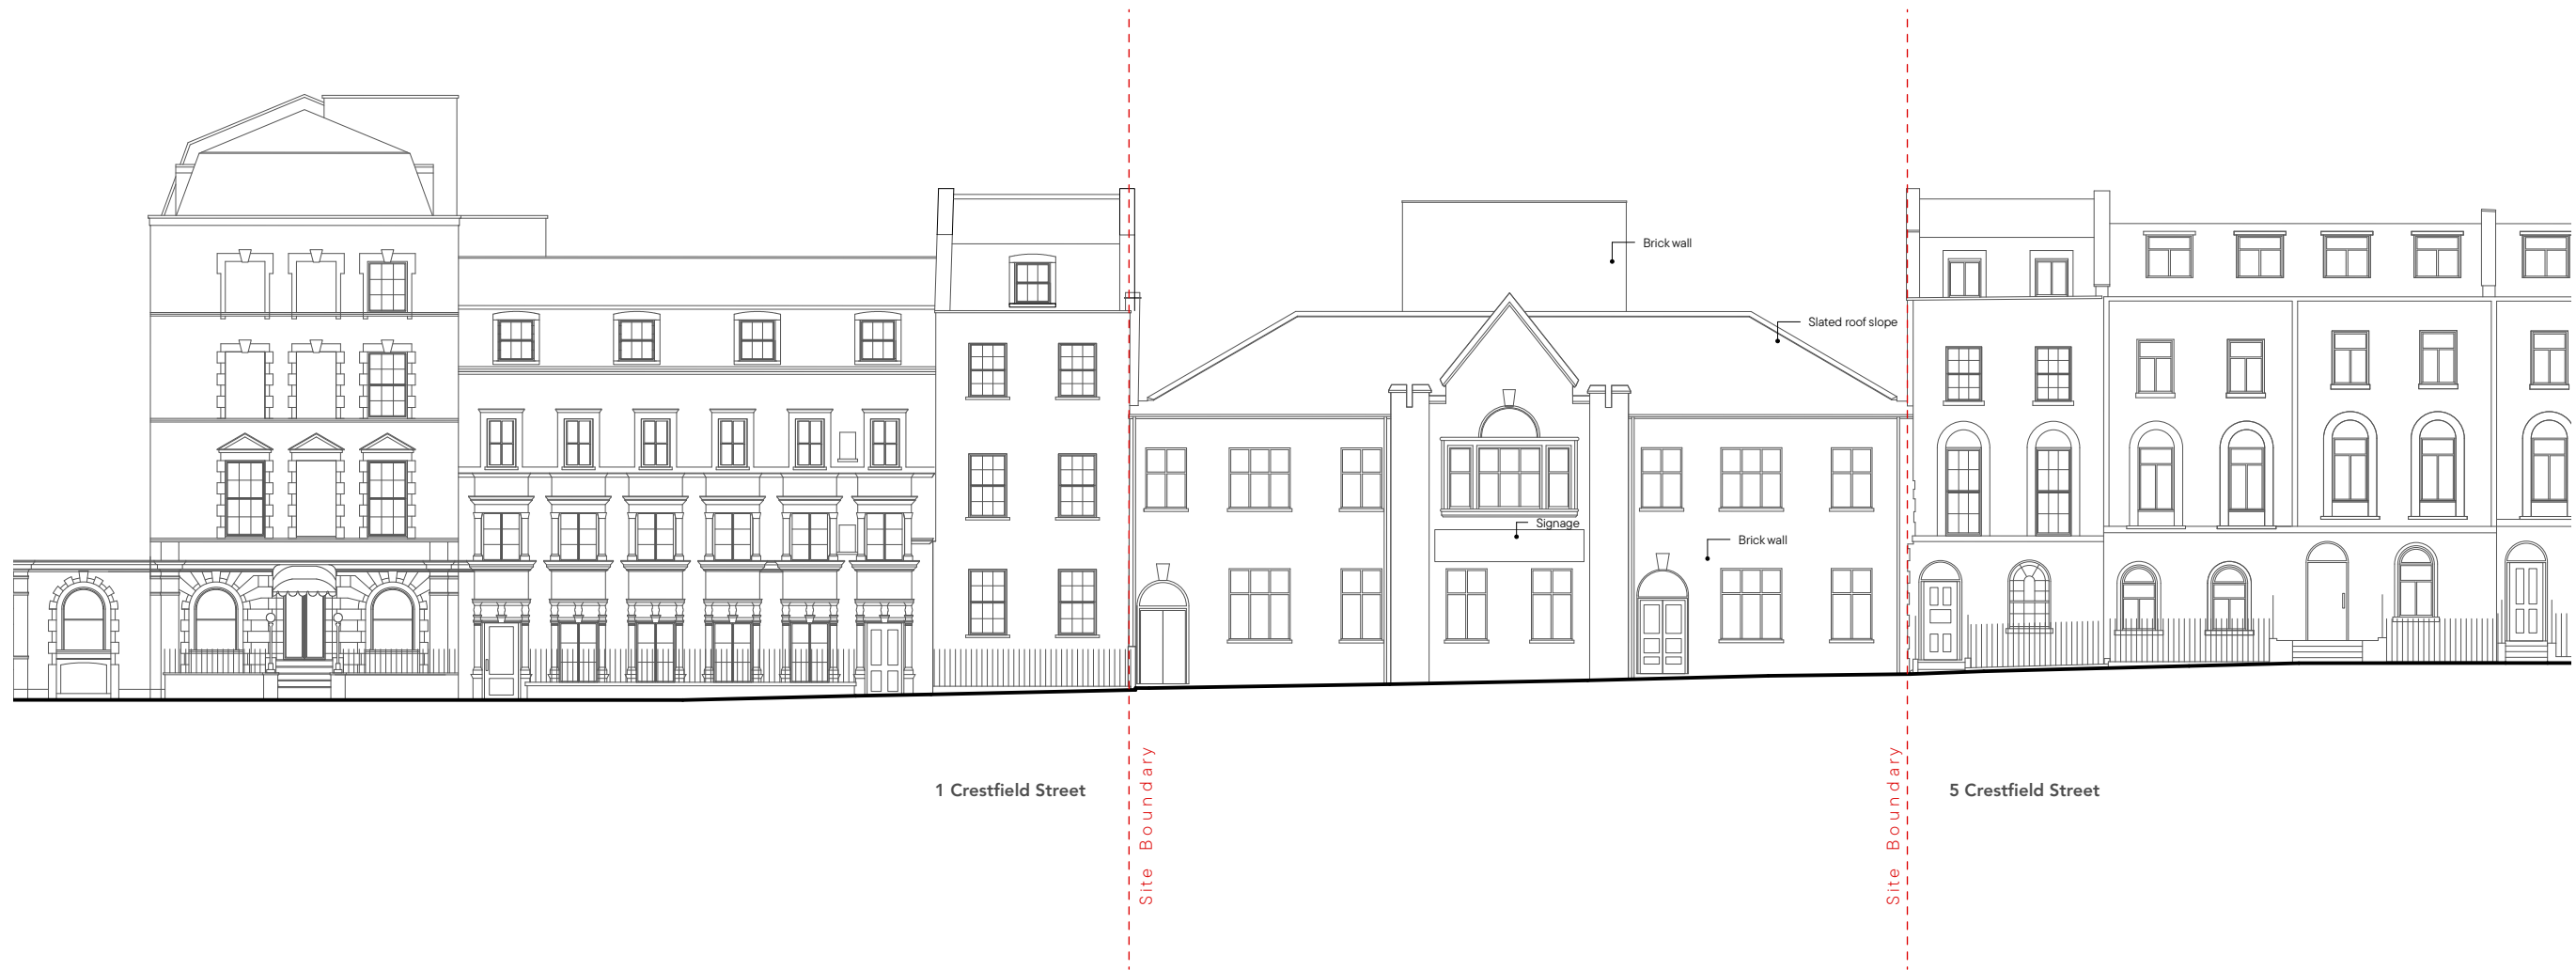 Brick wall
Slated roof slope
Signage
Brick wall
Site Boundary
Site Boundary
1 Crestfield Street
5 Crestfield Street